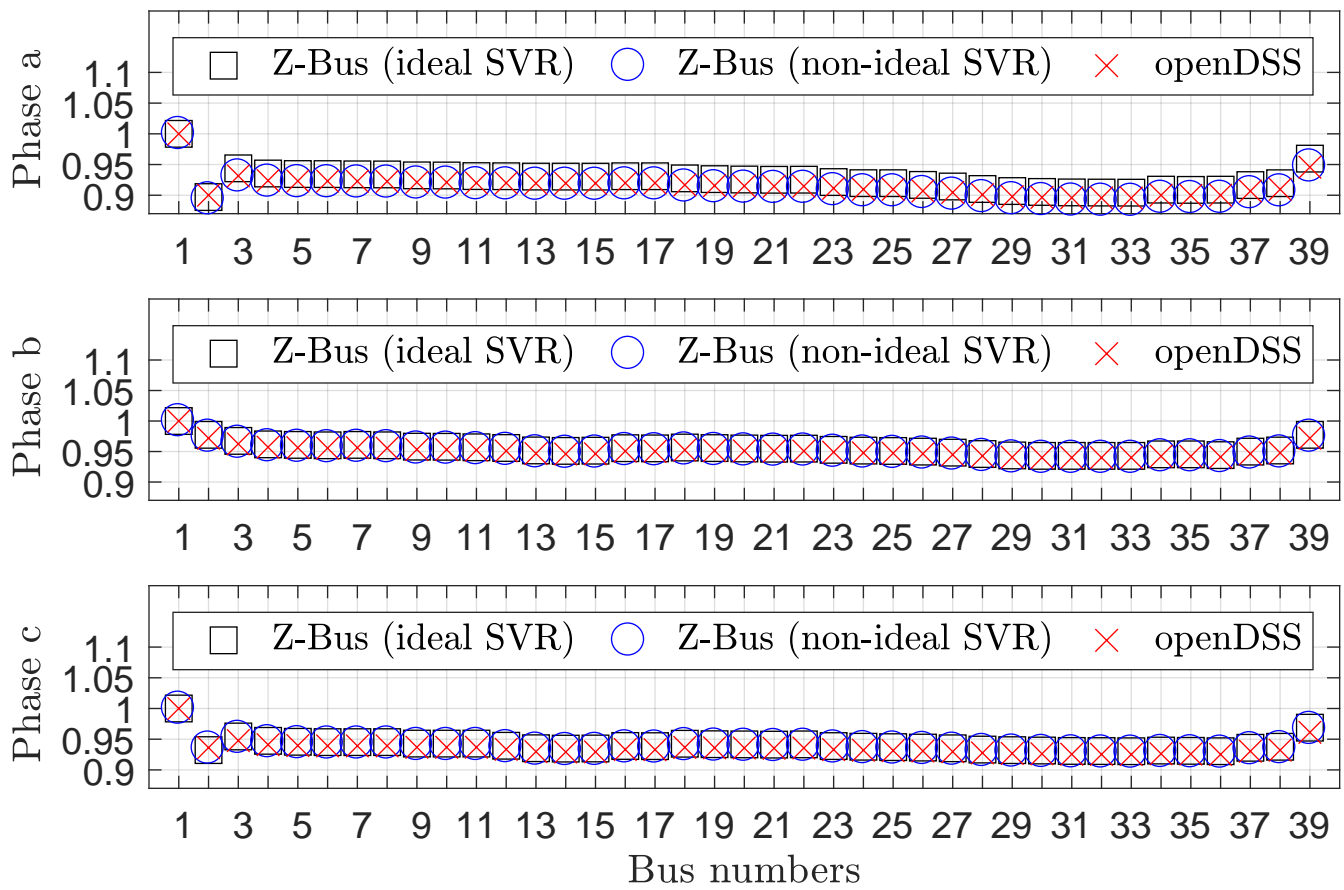 Phase a
Z-Bus (ideal SVR) Z-Bus (non-ideal SVR) openDSS
1.1
1.05
1
0.95
0.9
1 3 5 7 9 11 13 15 17 19 21 23 25 27 29 31 33 35 37 39
Phase b
Z-Bus (ideal SVR) Z-Bus (non-ideal SVR) openDSS
1.1
1.05
1
0.95
0.9
1 3 5 7 9 11 13 15 17 19 21 23 25 27 29 31 33 35 37 39
Phase c
Z-Bus (ideal SVR) Z-Bus (non-ideal SVR) openDSS
1.1
1.05
1
0.95
0.9
1 3 5 7 9 11 13 15 17 19 21 23 25 27 29 31 33 35 37 39
Bus numbers